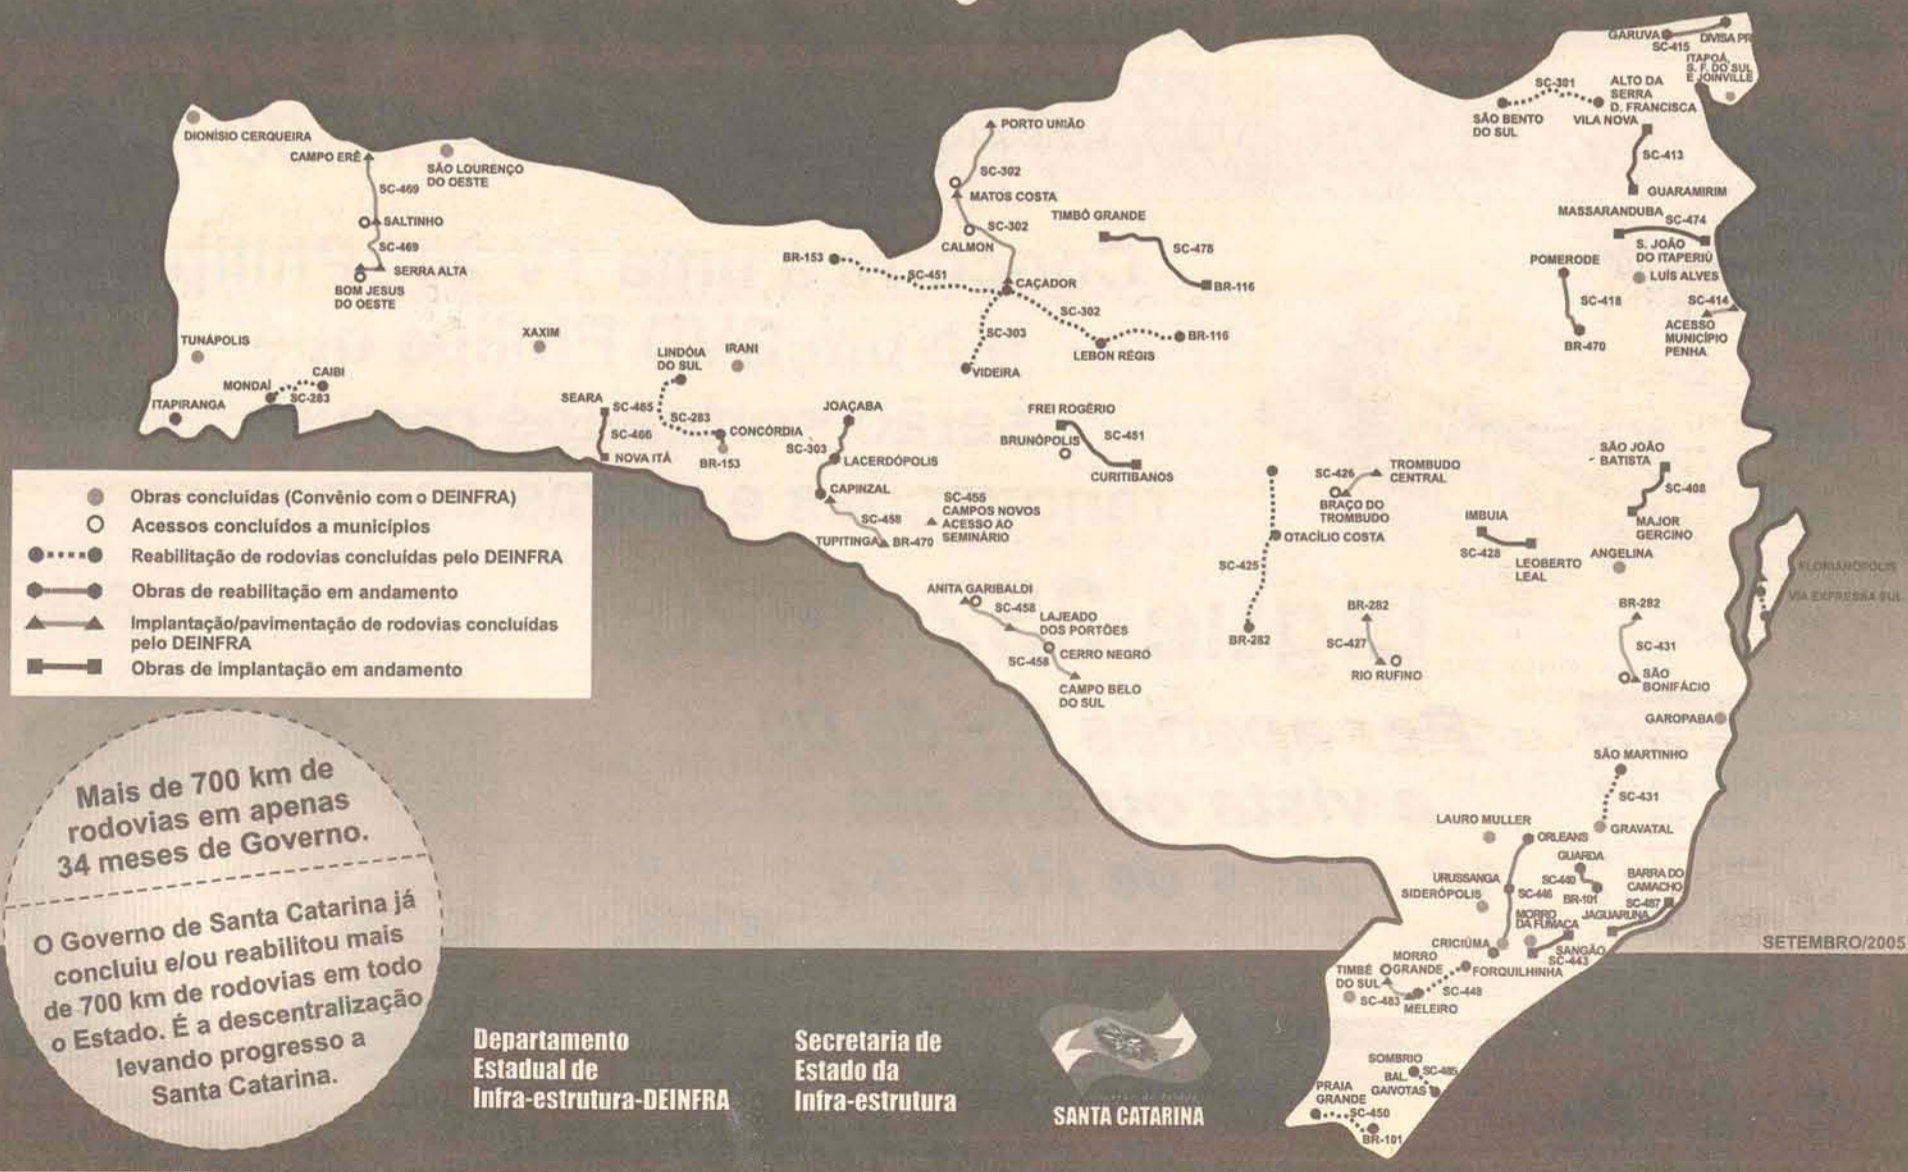 GARUVA
SC-415
DIVISA PR
ITAPOÁ,
S. F. DO SUL
E JOINVILLE
SC-301
ALTO DA
SERRA
D. FRANCISCA
SÃO BENTO
DO SUL
VILA NOVA
SC-413
GUARAMIRIM
DIONÍSIO CERQUEIRA
CAMPO ERÊ
SÃO LOURENÇO
DO OESTE
SC-469
SALTINHO
SC-469
SERRA ALTA
BOM JESUS
DO OESTE
PORTO UNIÃO
SC-302
MATOS COSTA
SC-302
CALMON
TIMBÓ GRANDE
SC-478
BR-116
MASSARANDUBA
SC-474
S. JOÃO
DO ITAPERIÚ
POMERODE
LUÍS ALVES
SC-418
SC-414
BR-470
ACESSO
MUNICÍPIO
PENHA
BR-153
SC-451
CAÇADOR
SC-302
SC-303
LEBON RÉGIS
BR-116
VIDEIRA
TUNÁPOLIS
XAXIM
LINDÓIA
DO SUL
IRANI
MONDAÍ
CAIBI
SC-283
ITAPIRANGA
SEARA
SC-465
SC-466
NOVA ITÁ
SC-283
CONCÓRDIA
BR-153
JOAÇABA
SC-303
LACERDÓPOLIS
CAPINZAL
SC-458
TUPITINGA
BR-470
SC-455
CAMPOS NOVOS
ACESSO AO
SEMINÁRIO
FREI ROGÉRIO
BRUNÓPOLIS
SC-451
CURITIBANOS
SC-426
TROMBUDO
CENTRAL
BRAÇO DO
TROMBUDO
SÃO JOÃO
BATISTA
SC-408
MAJOR
GERCINO
OTACÍLIO COSTA
SC-425
BR-282
IMBUIA
SC-428
LEOBERTO
LEAL
ANGELINA
FLORIANÓPOLIS
VIA EXPRESSA SUL
ANITA GARIBALDI
SC-458
LAJEADO
DOS PORTÕES
CERRO NEGRO
SC-458
CAMPO BELO
DO SUL
BR-282
SC-427
RIO RUFINO
BR-282
SC-431
SÃO
BONIFÁCIO
GAROPABA
SÃO MARTINHO
SC-431
GRAVATAL
LAURO MULLER
ORLEANS
GUARDA
URUSSANGA
SIDERÓPOLIS
SC-446
SC-440
BR-101
BARRA DO
CAMACHO
SC-487
JAGUARUNA
MORRO
DA FUMAÇA
CRICIÚMA
SANGÃO
SC-443
MORRO
GRANDE
FORQUILHINHA
TIMBÉ
DO SUL
SC-483
SC-449
MELEIRO
SOMBRIO
SC-485
BAL.
GAIVOTAS
PRAIA
GRANDE
SC-450
BR-101
Obras concluídas (Convênio com o DEINFRA)
Acessos concluídos a municípios
Reabilitação de rodovias concluídas pelo DEINFRA
Obras de reabilitação em andamento
Implantação/pavimentação de rodovias concluídas
pelo DEINFRA
Obras de implantação em andamento
Mais de 700 km de
rodovias em apenas
34 meses de Governo.
O Governo de Santa Catarina já
concluiu e/ou reabilitou mais
de 700 km de rodovias em todo
o Estado. É a descentralização
levando progresso a
Santa Catarina.
SETEMBRO/2005
Departamento
Estadual de
Infra-estrutura-DEINFRA
Secretaria de
Estado da
Infra-estrutura
SANTA CATARINA